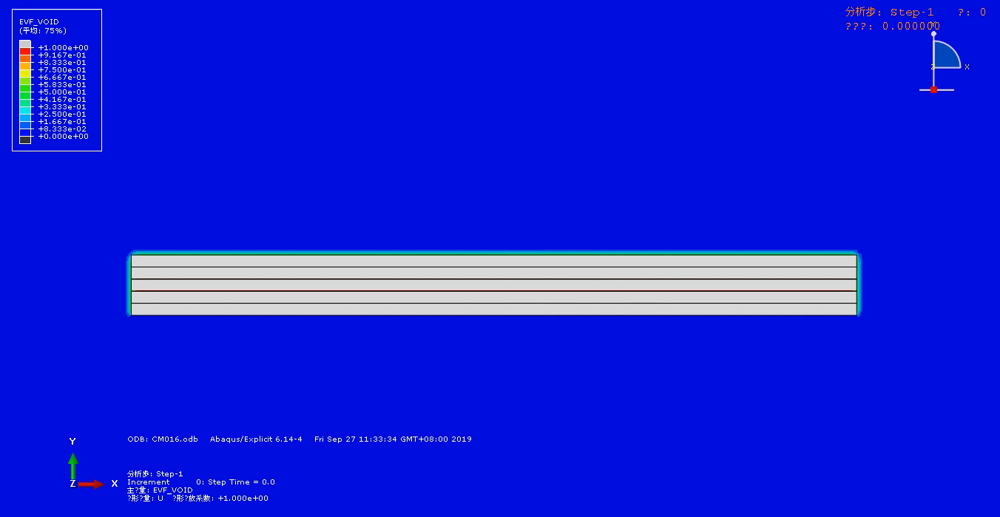 EVF_VOID
(平均: 75%)
+1.000e+00
+9.167e-01
+8.333e-01
+7.500e-01
+6.667e-01
+5.833e-01
+5.000e-01
+4.167e-01
+3.333e-01
+2.500e-01
+1.667e-01
+8.333e-02
+0.000e+00
分析步: Step-1 ?: 0
???: 0.000000
Y
Z X
ODB: CM016.odb Abaqus/Explicit 6.14-4 Fri Sep 27 11:33:34 GMT+08:00 2019
Y
Z X
分析步: Step-1
Increment 0: Step Time = 0.0
主?量: EVF_VOID
?形?量: U ?形?放系数: +1.000e+00